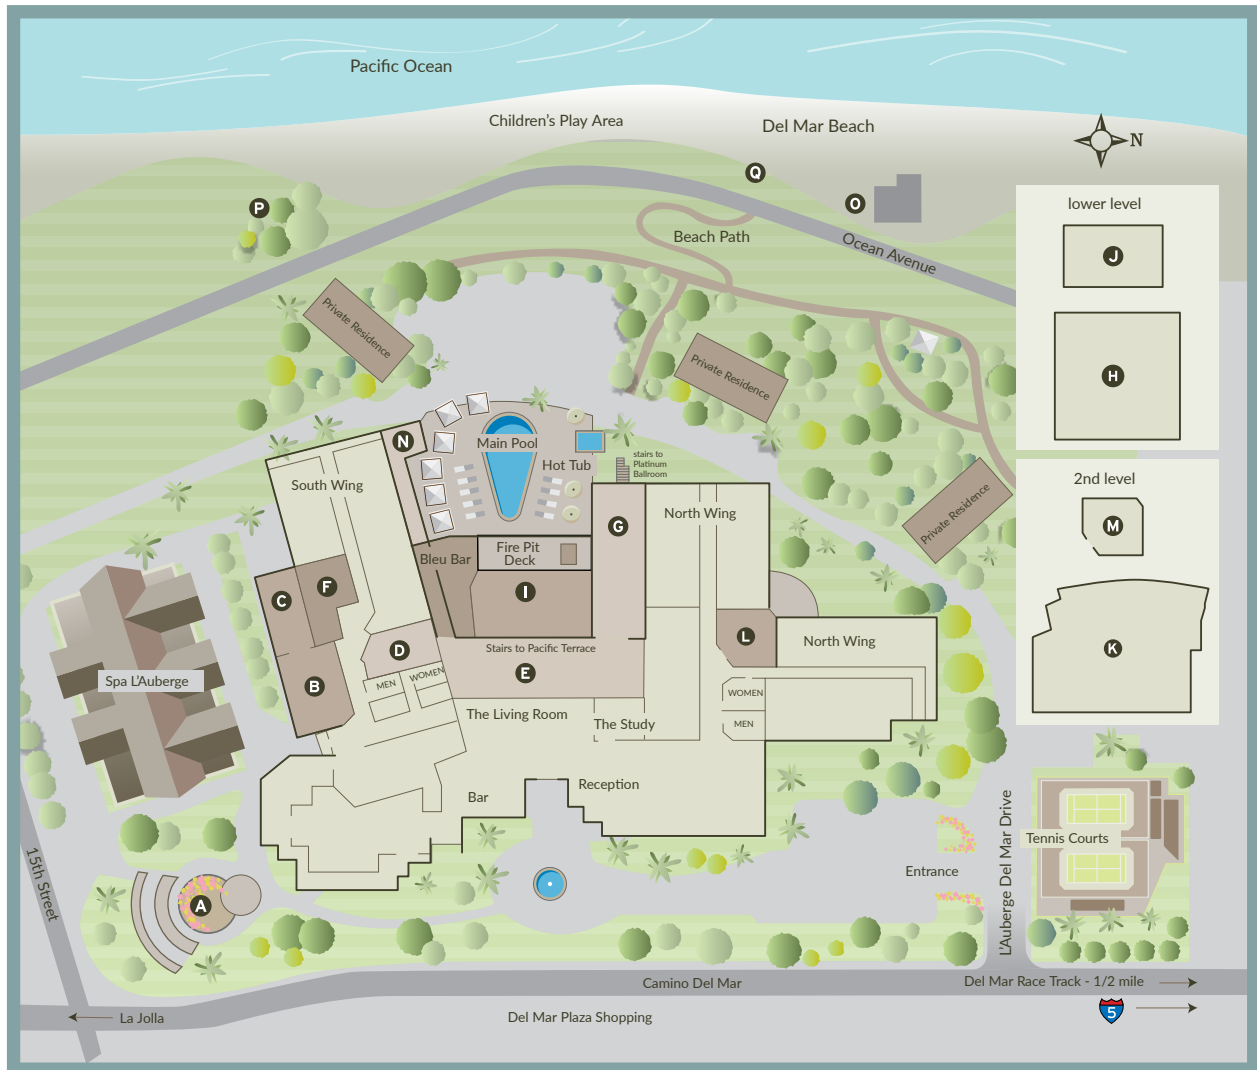 Pacific Ocean
Children's Play Area
Del Mar Beach
N
Q
P
O
lower level
Beach Path
Ocean Avenue
J
Private Residence
Private Residence
H
N
Main Pool
Hot Tub
stairs to
Platinum
Ballroom
South Wing
2nd level
Private Residence
G
North Wing
M
Bleu Bar
Fire Pit
Deck
F
C
I
L
North Wing
D
Stairs to Pacific Terrace
K
E
MEN
WOMEN
Spa L'Auberge
B
WOMEN
The Living Room
The Study
MEN
Reception
Bar
Tennis Courts
L'Auberge Del Mar Drive
Entrance
15th Street
A
Camino Del Mar
Del Mar Race Track - 1/2 mile
5
La Jolla
Del Mar Plaza Shopping